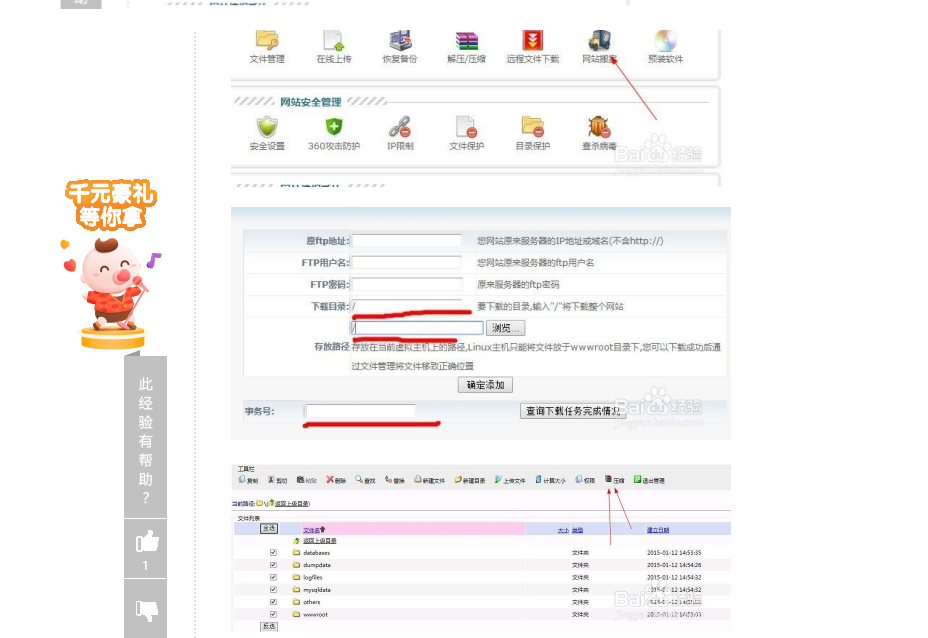 文件管理 在线上传 恢复备份 解压/压缩 远程文件下载 网站搬家 预装软件
网站安全管理
安全设置 360攻击防护 IP限制 文件保护 目录保护 查杀病毒
Baidu 经验
千元豪礼
等你拿
原ftp地址: 您网站原来服务器的IP地址或域名(不含http://)
FTP用户名: 您网站原来服务器的ftp用户名
FTP密码: 原来服务器的ftp密码
下载目录: / 要下载的目录,输入"/"将下载整个网站
/ 浏览...
存放路径 存放在当前虚拟主机上的路径,Linux主机只能将文件放于wwwroot目录下,您可以下载成功后通
过文件管理将文件移致正确位置
确定添加
事务号: 查询下载任务完成情况
Baidu 经验
jingyan.baidu.com
此
经
验
有
帮
助
?
1
工具栏
复制 剪切 粘贴 删除 查找 替换 新建文件 新建目录 上传文件 计算大小 权限 压缩 退出管理
当前路径: \(返回上级目录)
文件列表
全选 文件名 大小 类型 建立日期
返回上级目录
databases 文件夹 2015-01-12 14:53:35
dumpdata 文件夹 2015-01-12 14:54:26
logfiles 文件夹 2015-01-12 14:54:32
mysqldata 文件夹 2015-01-12 14:54:32
others 文件夹
wwwroot 文件夹
反选
Baidu 经验